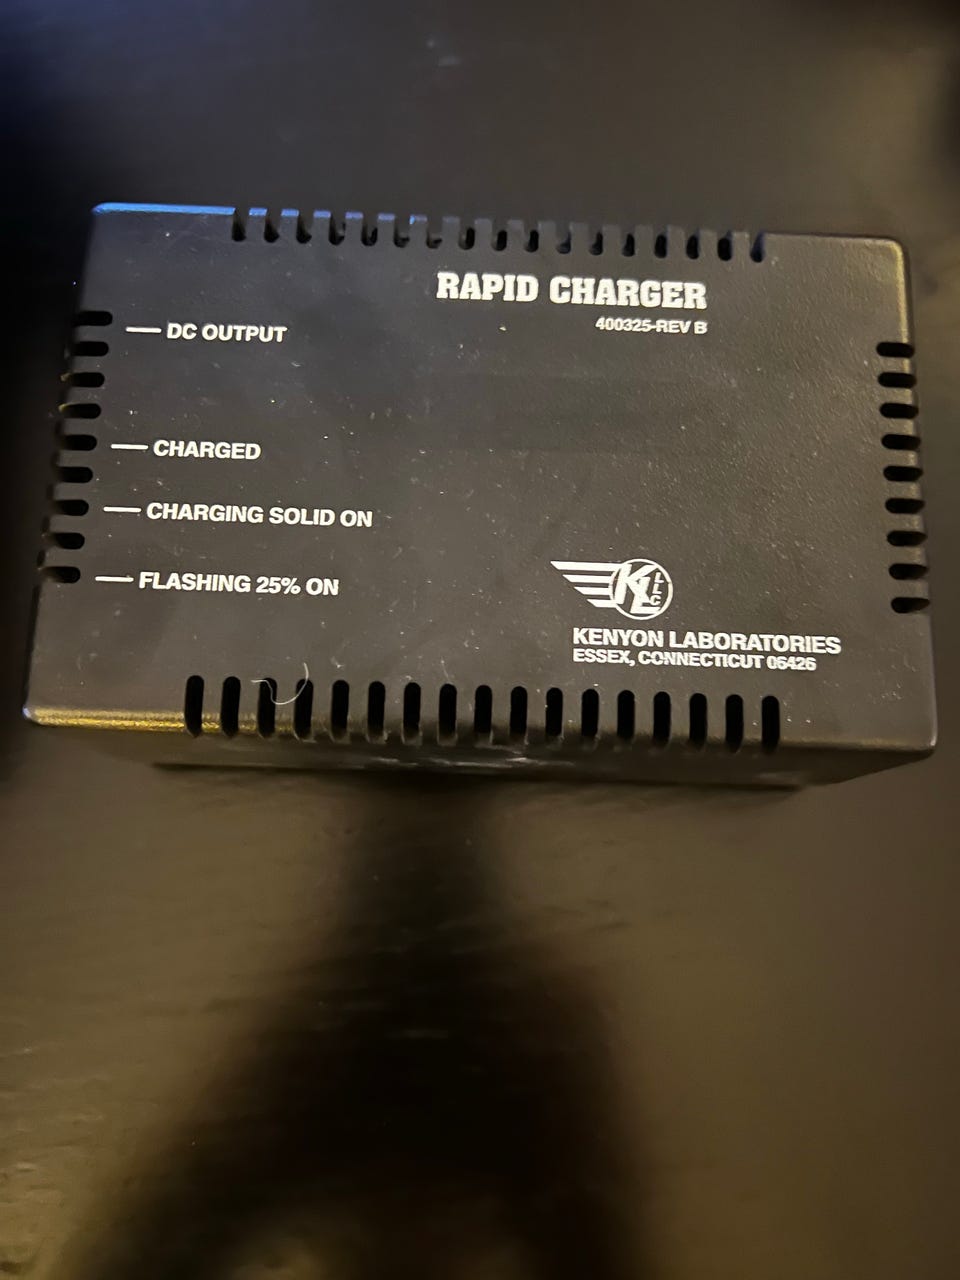 RAPID CHARGER
400325-REV B
DC OUTPUT
CHARGED
CHARGING SOLID ON
FLASHING 25% ON
KL LLC
KENYON LABORATORIES
ESSEX, CONNECTICUT 06426